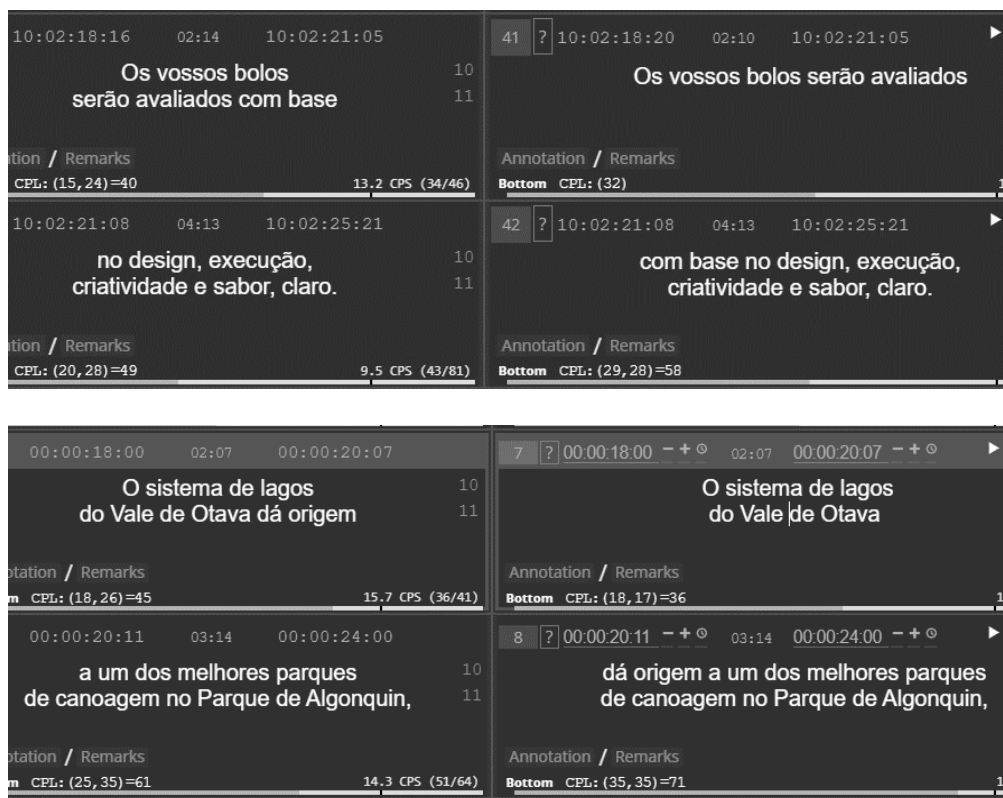 10:02:18:16 02:14 10:02:21:05
Os vossos bolos 10
serão avaliados com base 11
tion / Remarks
CPL: (15,24)=40 13.2 CPS (34/46)
41 ? 10:02:18:20 02:10 10:02:21:05
Os vossos bolos serão avaliados
Annotation / Remarks
Bottom CPL: (32) 1
10:02:21:08 04:13 10:02:25:21
no design, execução, 10
criatividade e sabor, claro. 11
tion / Remarks
CPL: (20,28)=49 9.5 CPS (43/81)
42 ? 10:02:21:08 04:13 10:02:25:21
com base no design, execução,
criatividade e sabor, claro.
Annotation / Remarks
Bottom CPL: (29,28)=58
00:00:18:00 02:07 00:00:20:07
O sistema de lagos 10
do Vale de Otava dá origem 11
otation / Remarks
m CPL: (18,26)=45 15.7 CPS (36/41)
7 ? 00:00:18:00 − + 02:07 00:00:20:07 − +
O sistema de lagos
do Vale de Otava
Annotation / Remarks
Bottom CPL: (18,17)=36 1
00:00:20:11 03:14 00:00:24:00
a um dos melhores parques 10
de canoagem no Parque de Algonquin, 11
otation / Remarks
m CPL: (25,35)=61 14.3 CPS (51/64)
8 ? 00:00:20:11 − + 03:14 00:00:24:00 − +
dá origem a um dos melhores parques
de canoagem no Parque de Algonquin,
Annotation / Remarks
Bottom CPL: (35,35)=71 1